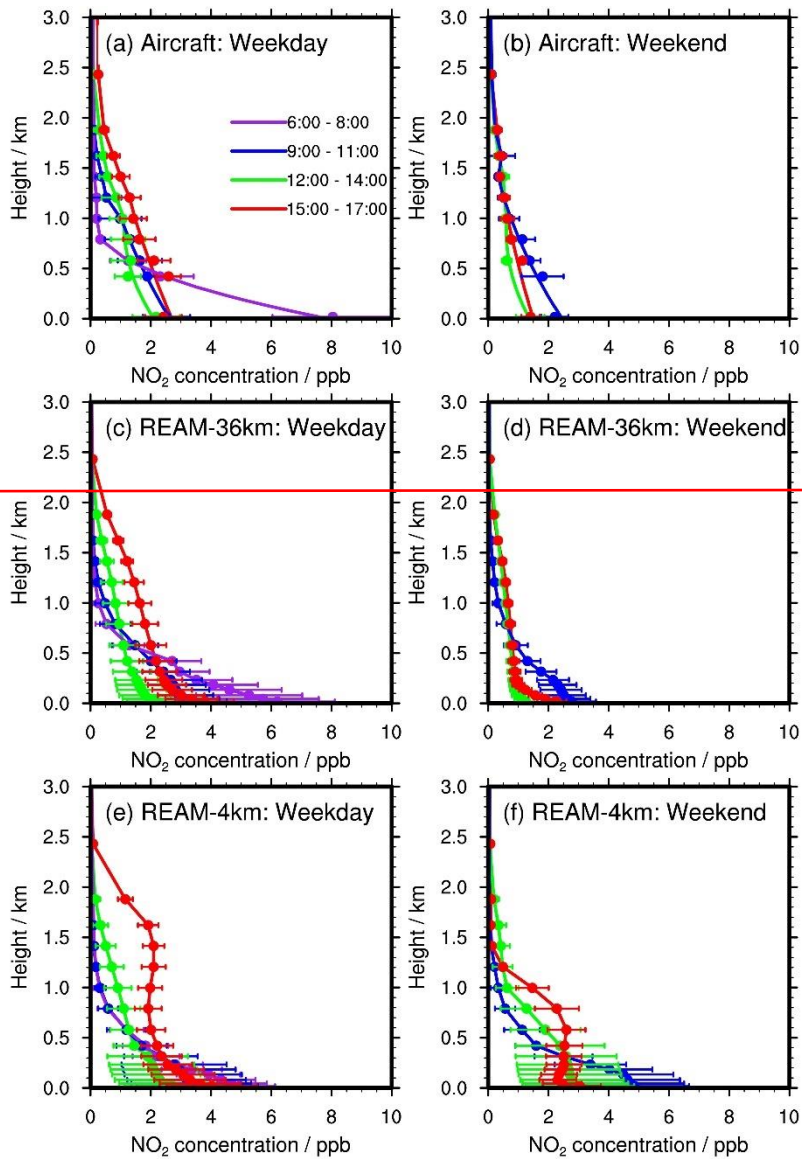 (a) Aircraft: Weekday
(b) Aircraft: Weekend
3.0
2.5
2.0
1.5
1.0
0.5
0.0
Height / km
6:00 - 8:00
9:00 - 11:00
12:00 - 14:00
15:00 - 17:00
0 2 4 6 8 10
NO₂ concentration / ppb
3.0
2.5
2.0
1.5
1.0
0.5
0.0
Height / km
0 2 4 6 8 10
NO₂ concentration / ppb
(c) REAM-36km: Weekday
(d) REAM-36km: Weekend
3.0
2.5
2.0
1.5
1.0
0.5
0.0
Height / km
0 2 4 6 8 10
NO₂ concentration / ppb
3.0
2.5
2.0
1.5
1.0
0.5
0.0
Height / km
0 2 4 6 8 10
NO₂ concentration / ppb
(e) REAM-4km: Weekday
(f) REAM-4km: Weekend
3.0
2.5
2.0
1.5
1.0
0.5
0.0
Height / km
0 2 4 6 8 10
NO₂ concentration / ppb
3.0
2.5
2.0
1.5
1.0
0.5
0.0
Height / km
0 2 4 6 8 10
NO₂ concentration / ppb